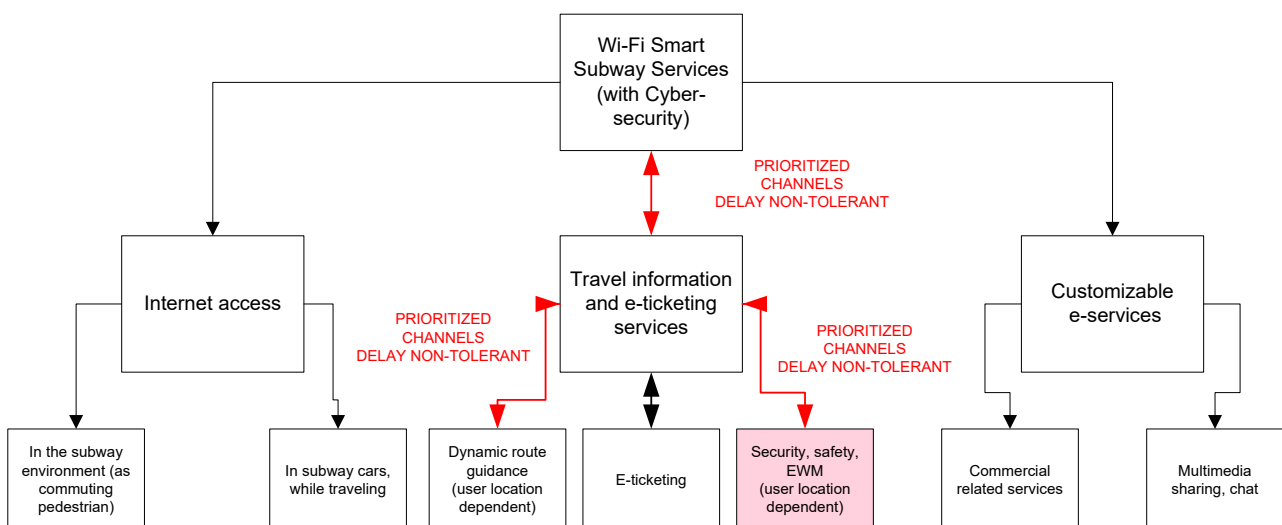 Wi-Fi Smart
Subway Services
(with Cyber-
security)
PRIORITIZED
CHANNELS
DELAY NON-TOLERANT
Internet access
Travel information
and e-ticketing
services
Customizable
e-services
PRIORITIZED
CHANNELS
DELAY NON-TOLERANT
PRIORITIZED
CHANNELS
DELAY NON-TOLERANT
In the subway
environment (as
commuting
pedestrian)
In subway cars,
while traveling
Dynamic route
guidance
(user location
dependent)
E-ticketing
Security, safety,
EWM
(user location
dependent)
Commercial
related services
Multimedia
sharing, chat